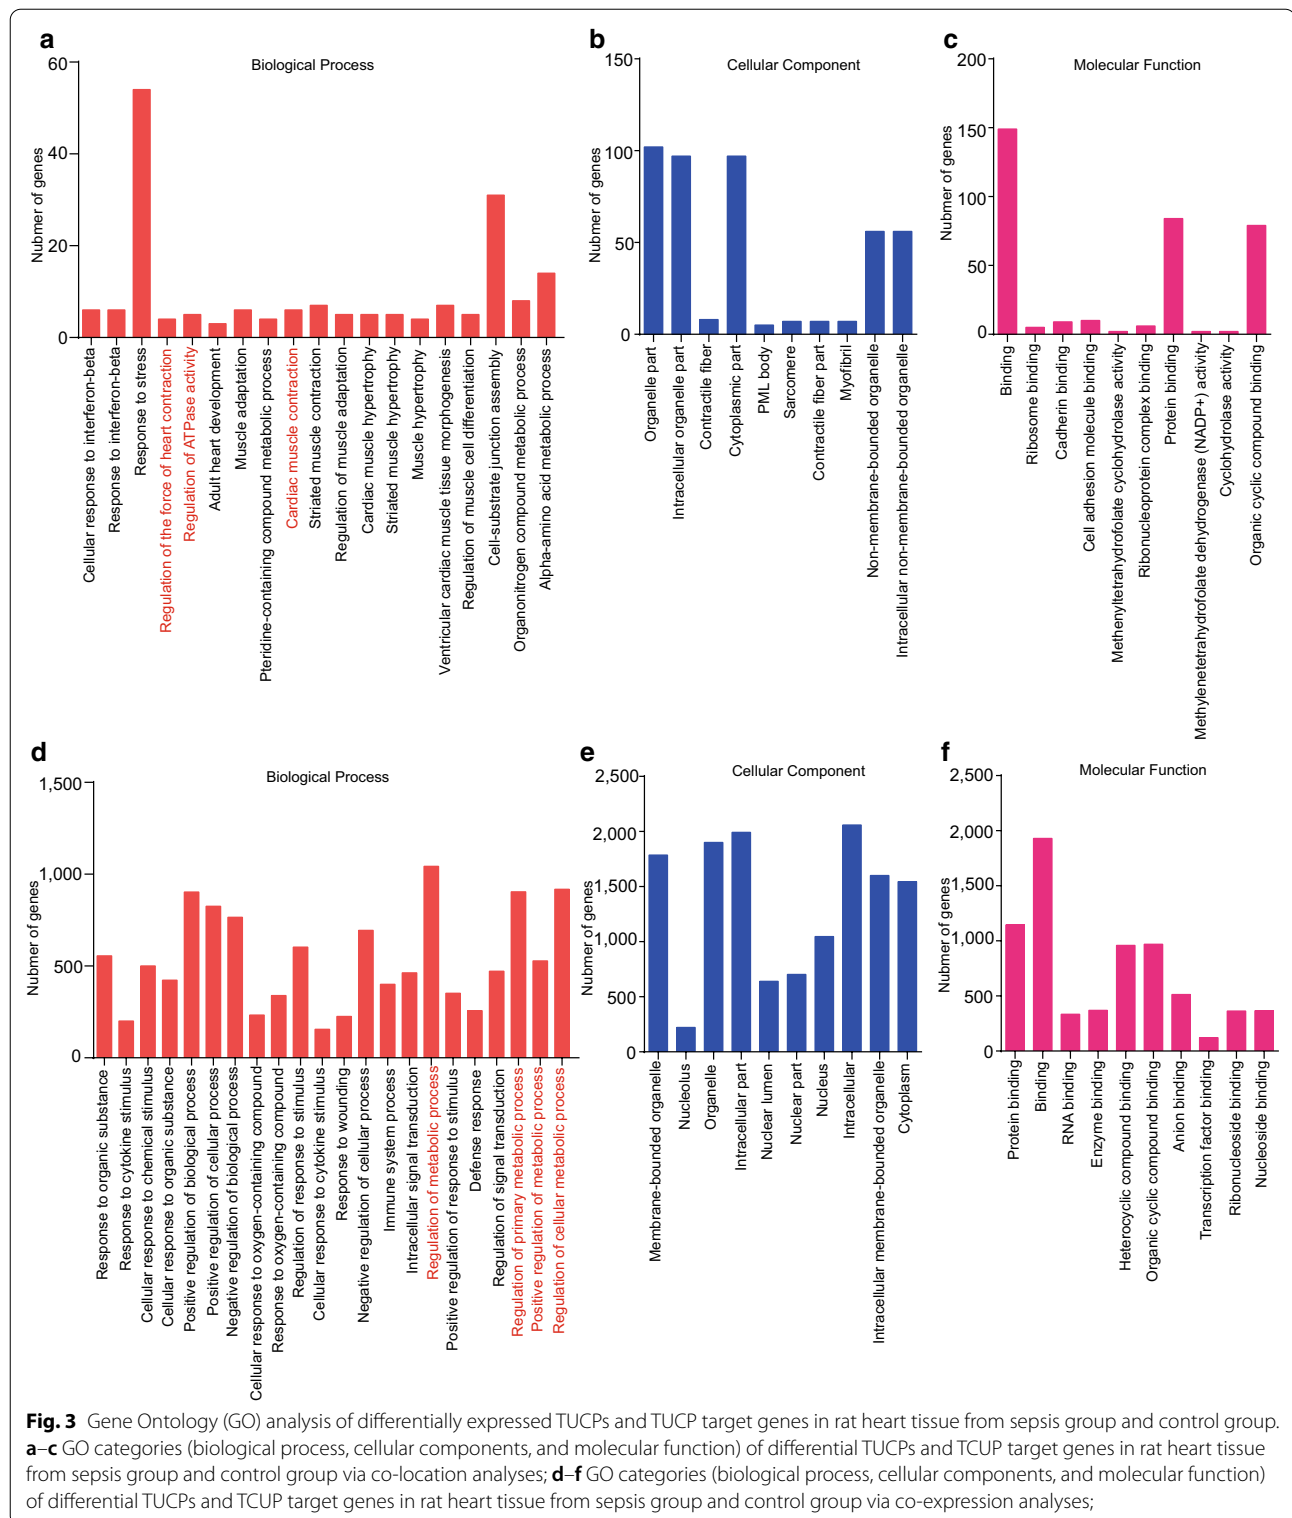 a
Biological Process
Nubmer of genes
60
40
20
0
Cellular response to interferon-beta
Response to interferon-beta
Response to stress
Regulation of the force of heart contraction
Regulation of ATPase activity
Adult heart development
Muscle adaptation
Pteridine-containing compound metabolic process
Cardiac muscle contraction
Striated muscle contraction
Regulation of muscle adaptation
Cardiac muscle hypertrophy
Striated muscle hypertrophy
Muscle hypertrophy
Ventricular cardiac muscle tissue morphogenesis
Regulation of muscle cell differentiation
Cell-substrate junction assembly
Organonitrogen compound metabolic process
Alpha-amino acid metabolic process
b
Cellular Component
Nubmer of genes
150
100
50
0
Organelle part
Intracellular organelle part
Contractile fiber
Cytoplasmic part
PML body
Sarcomere
Contractile fiber part
Myofibril
Non-membrane-bounded organelle
Intracellular non-membrane-bounded organelle
c
Molecular Function
Nubmer of genes
200
150
100
50
0
Binding
Ribosome binding
Cadherin binding
Cell adhesion molecule binding
Methenyltetrahydrofolate cyclohydrolase activity
Ribonucleoprotein complex binding
Protein binding
Methylenetetrahydrofolate dehydrogenase (NADP+) activity
Cyclohydrolase activity
Organic cyclic compound binding
d
Biological Process
Nubmer of genes
1,500
1,000
500
0
Response to organic substance
Response to cytokine stimulus
Cellular response to chemical stimulus
Cellular response to organic substance
Positive regulation of biological process
Positive regulation of cellular process
Negative regulation of biological process
Cellular response to oxygen-containing compound
Response to oxygen-containing compound
Regulation of response to stimulus
Cellular response to cytokine stimulus
Response to wounding
Negative regulation of cellular process
Immune system process
Intracellular signal transduction
Regulation of metabolic process
Positive regulation of response to stimulus
Defense response
Regulation of signal transduction
Regulation of primary metabolic process
Positive regulation of metabolic process
Regulation of cellular metabolic process
e
Cellular Component
Nubmer of genes
2,500
2,000
1,500
1,000
500
0
Membrane-bounded organelle
Nucleolus
Organelle
Intracellular part
Nuclear lumen
Nuclear part
Nucleus
Intracellular
Intracellular membrane-bounded organelle
Cytoplasm
f
Molecular Function
Nubmer of genes
2,500
2,000
1,500
1,000
500
0
Protein binding
Binding
RNA binding
Enzyme binding
Heterocyclic compound binding
Organic cyclic compound binding
Anion binding
Transcription factor binding
Ribonucleoside binding
Nucleoside binding
Fig. 3 Gene Ontology (GO) analysis of differentially expressed TUCPs and TUCP target genes in rat heart tissue from sepsis group and control group.
a–c GO categories (biological process, cellular components, and molecular function) of differential TUCPs and TCUP target genes in rat heart tissue
from sepsis group and control group via co-location analyses; d–f GO categories (biological process, cellular components, and molecular function)
of differential TUCPs and TCUP target genes in rat heart tissue from sepsis group and control group via co-expression analyses;